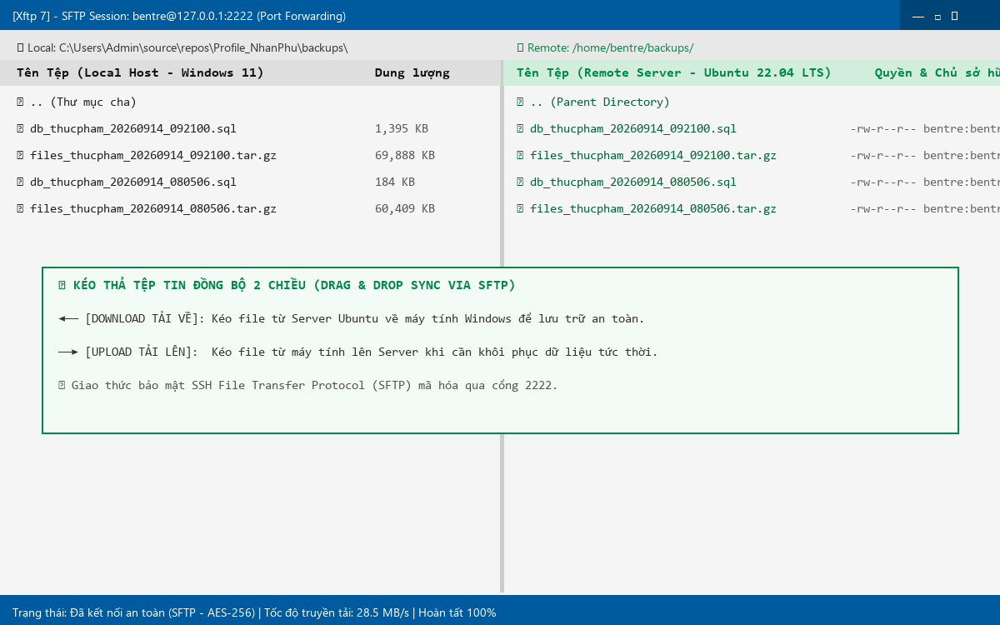 [Xftp 7] - SFTP Session: bentre@127.0.0.1:2222 (Port Forwarding)
Local: C:\Users\Admin\source\repos\Profile_NhanPhu\backups\
Remote: /home/bentre/backups/
Tên Tệp (Local Host - Windows 11) Dung lượng
Tên Tệp (Remote Server - Ubuntu 22.04 LTS) Quyền & Chủ sở hữ
.. (Thư mục cha)
.. (Parent Directory)
db_thucpham_20260914_092100.sql 1,395 KB
db_thucpham_20260914_092100.sql -rw-r--r-- bentre:bentr
files_thucpham_20260914_092100.tar.gz 69,888 KB
files_thucpham_20260914_092100.tar.gz -rw-r--r-- bentre:bentr
db_thucpham_20260914_080506.sql 184 KB
db_thucpham_20260914_080506.sql -rw-r--r-- bentre:bentr
files_thucpham_20260914_080506.tar.gz 60,409 KB
files_thucpham_20260914_080506.tar.gz -rw-r--r-- bentre:bentr
KÉO THẢ TỆP TIN ĐỒNG BỘ 2 CHIỀU (DRAG & DROP SYNC VIA SFTP)
◄── [DOWNLOAD TẢI VỀ]: Kéo file từ Server Ubuntu về máy tính Windows để lưu trữ an toàn.
──► [UPLOAD TẢI LÊN]: Kéo file từ máy tính lên Server khi cần khôi phục dữ liệu tức thời.
Giao thức bảo mật SSH File Transfer Protocol (SFTP) mã hóa qua cổng 2222.
Trạng thái: Đã kết nối an toàn (SFTP - AES-256) | Tốc độ truyền tải: 28.5 MB/s | Hoàn tất 100%